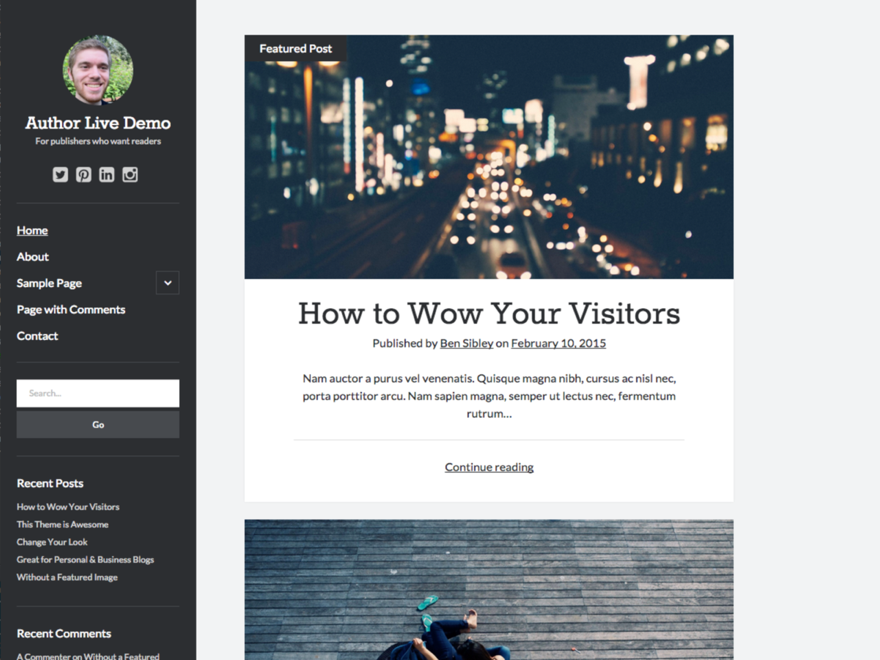 Author Live Demo
For publishers who want readers
Home
About
Sample Page
Page with Comments
Contact
Search...
Go
Recent Posts
How to Wow Your Visitors
This Theme is Awesome
Change Your Look
Great for Personal & Business Blogs
Without a Featured Image
Recent Comments
A Commenter on Without a Featured
Featured Post
How to Wow Your Visitors
Published by Ben Sibley on February 10, 2015
Nam auctor a purus vel venenatis. Quisque magna nibh, cursus ac nisl nec,
porta porttitor arcu. Nam sapien magna, semper ut lectus nec, fermentum
rutrum...
Continue reading